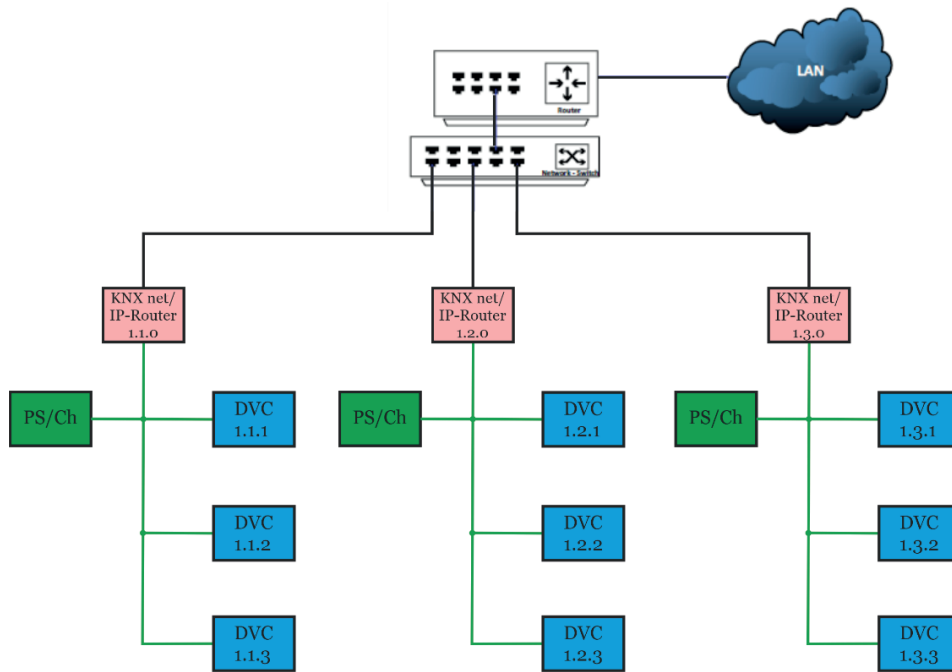 LAN
Router
Network - Switch
KNX net/
IP-Router
1.1.0
KNX net/
IP-Router
1.2.0
KNX net/
IP-Router
1.3.0
PS/Ch
DVC
1.1.1
PS/Ch
DVC
1.2.1
PS/Ch
DVC
1.3.1
DVC
1.1.2
DVC
1.2.2
DVC
1.3.2
DVC
1.1.3
DVC
1.2.3
DVC
1.3.3